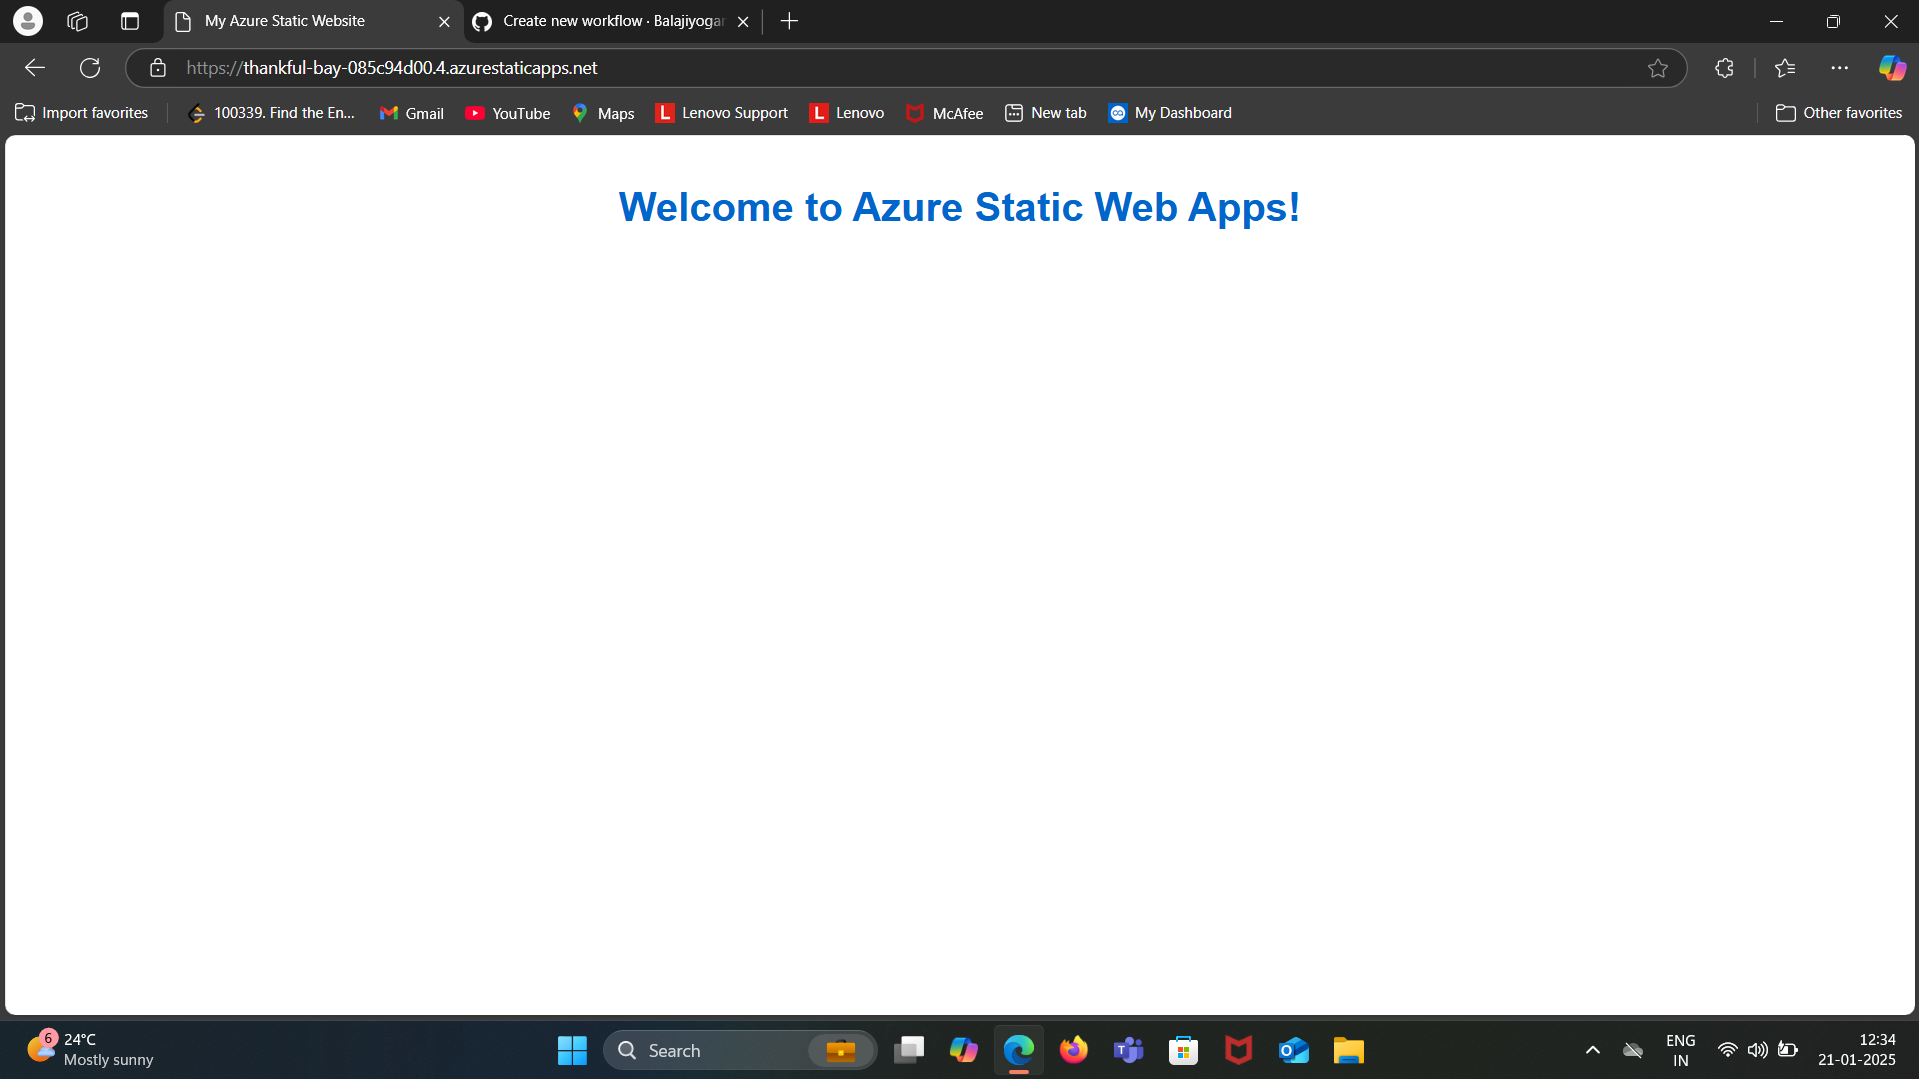 My Azure Static Website
Create new workflow · Balajiyogar
https://thankful-bay-085c94d00.4.azurestaticapps.net
Import favorites
100339. Find the En...
Gmail
YouTube
Maps
L Lenovo Support
L Lenovo
McAfee
New tab
My Dashboard
Other favorites
Welcome to Azure Static Web Apps!
6
24°C
Mostly sunny
Search
ENG
IN
12:34
21-01-2025